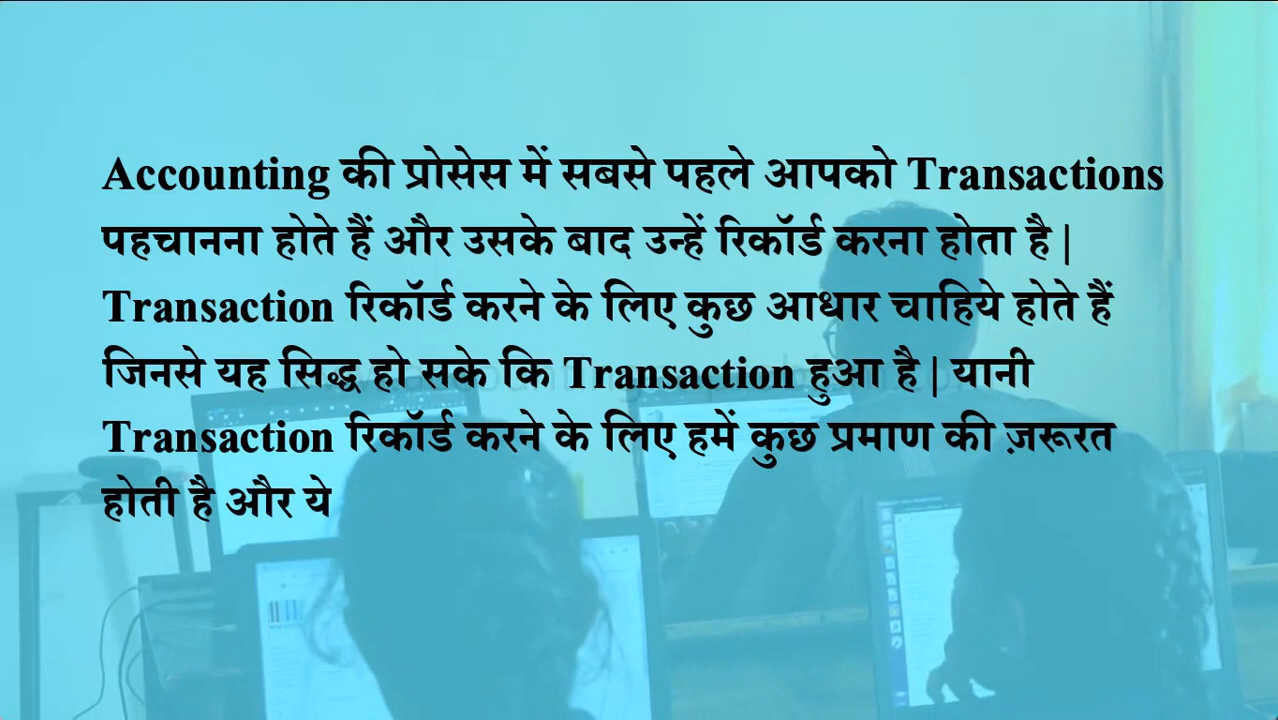 Accounting की प्रोसेस में सबसे पहले आपको Transactions
पहचानना होते हैं और उसके बाद उन्हें रिकॉर्ड करना होता है |
Transaction रिकॉर्ड करने के लिए कुछ आधार चाहिये होते हैं
जिनसे यह सिद्ध हो सके कि Transaction हुआ है | यानी
Transaction रिकॉर्ड करने के लिए हमें कुछ प्रमाण की ज़रूरत
होती है और ये